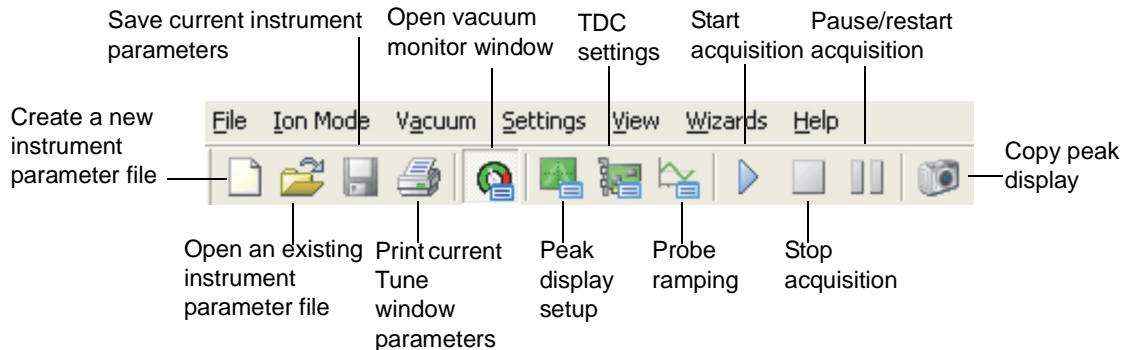 Save current instrument
parameters
Open vacuum
monitor window
TDC
settings
Start
acquisition
Pause/restart
acquisition
Create a new
instrument
parameter file
File Ion Mode Vacuum Settings View Wizards Help
Copy peak
display
Open an existing
instrument
parameter file
Print current
Tune
window
parameters
Peak
display
setup
Probe
ramping
Stop
acquisition